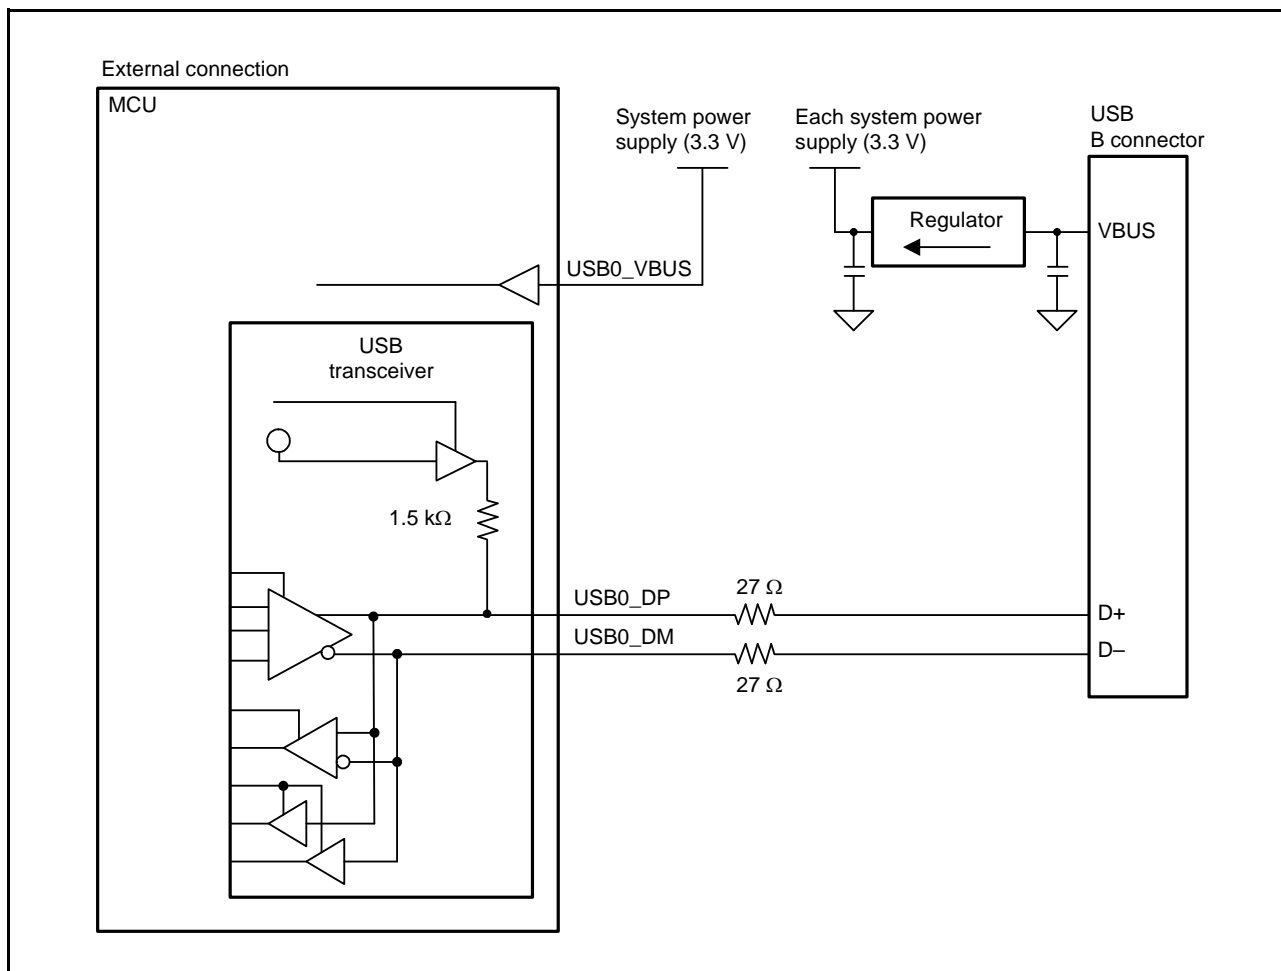 External connection
MCU
System power
supply (3.3 V)
Each system power
supply (3.3 V)
USB
B connector
Regulator
VBUS
USB0_VBUS
USB
transceiver
1.5 kΩ
USB0_DP
27 Ω
D+
USB0_DM
D–
27 Ω